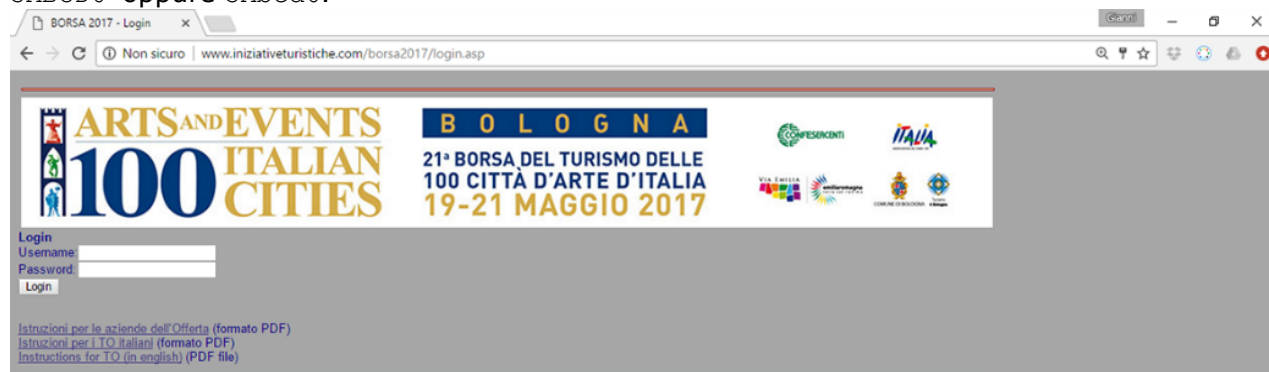 oppure
BORSA 2017 - Login
Gianni
Non sicuro | www.iniziativeturistiche.com/borsa2017/login.asp
ARTS AND EVENTS
100 ITALIAN
CITIES
BOLOGNA
21ª BORSA DEL TURISMO DELLE
100 CITTÀ D'ARTE D'ITALIA
19-21 MAGGIO 2017
CONFESERCENTI
ITALIA
VIA EMILIA
emiliaromagna
COMUNE DI BOLOGNA
Login
Username:
Password:
Login
Istruzioni per le aziende dell'Offerta (formato PDF)
Istruzioni per i TO italiani (formato PDF)
Instructions for TO (in english) (PDF file)